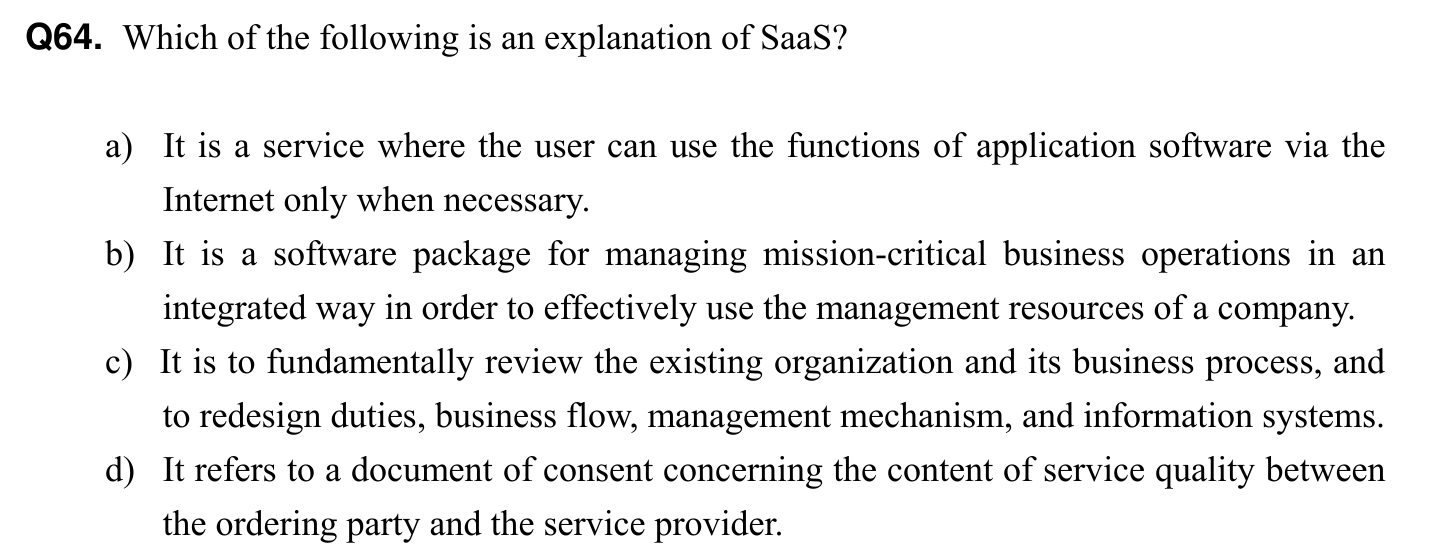 Q64. Which of the following is an explanation of SaaS?
a) It is a service where the user can use the functions of application software via the
Internet only when necessary.
b) It is a software package for managing mission-critical business operations in an
integrated way in order to effectively use the management resources of a company.
c) It is to fundamentally review the existing organization and its business process, and
to redesign duties, business flow, management mechanism, and information systems.
d) It refers to a document of consent concerning the content of service quality between
the ordering party and the service provider.